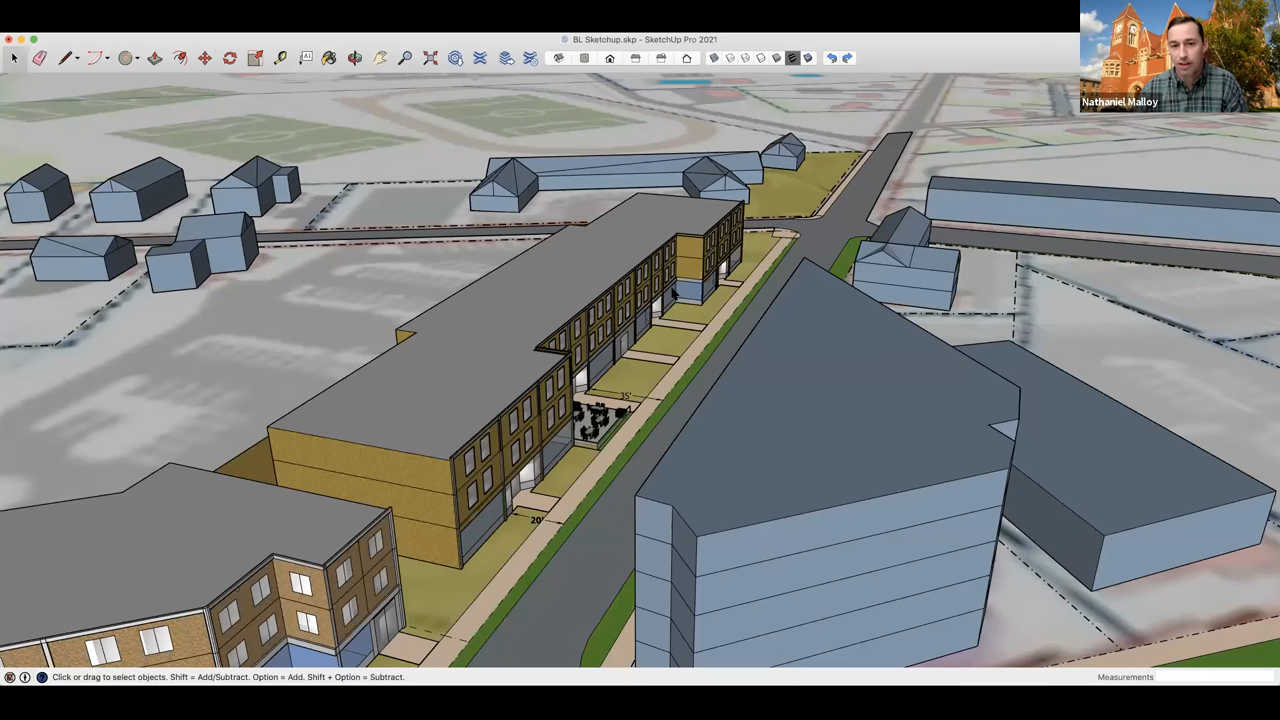 BL Sketchup.skp - SketchUp Pro 2021
Nathaniel Malloy
35'
20'
Click or drag to select objects. Shift = Add/Subtract. Option = Add. Shift + Option = Subtract.
Measurements